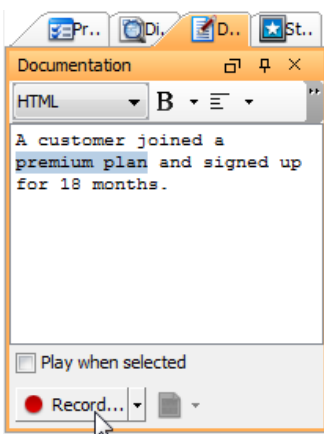 Pr.. Di. D.. St..
Documentation
HTML B
A customer joined a
premium plan and signed up
for 18 months.
Play when selected
Record...